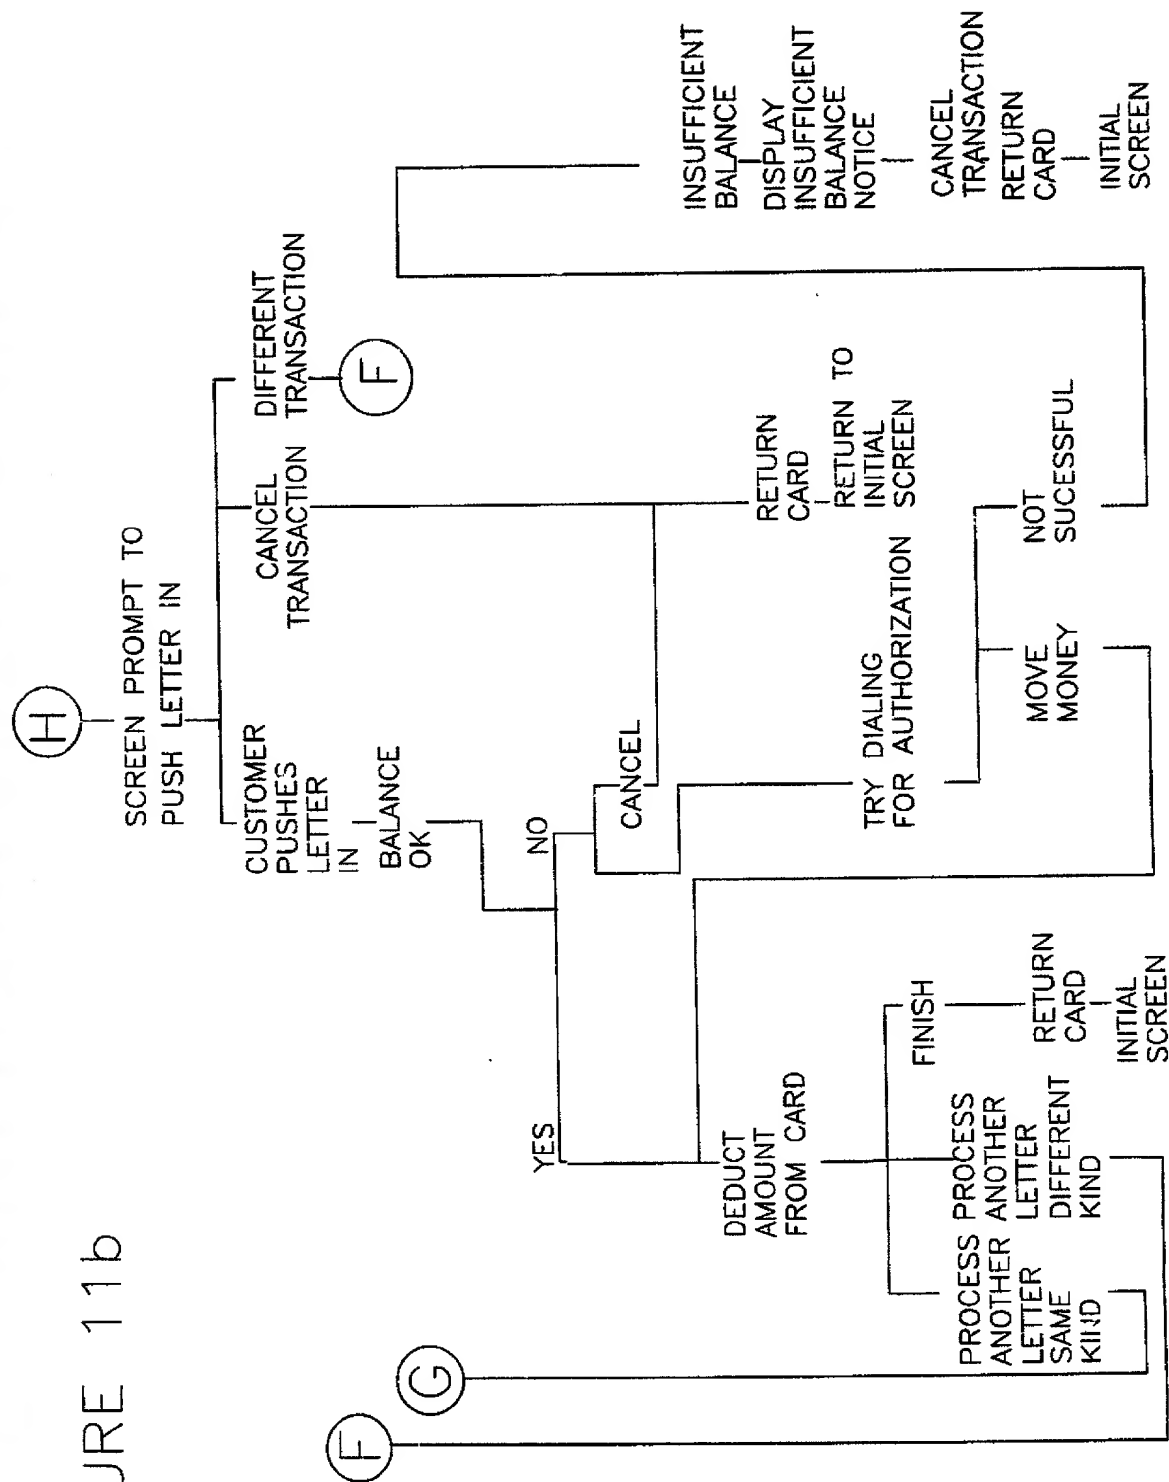 URE 11b
H
SCREEN PROMPT TO
PUSH LETTER IN
CUSTOMER
PUSHES
LETTER
IN
BALANCE
OK
CANCEL
TRANSACTION
DIFFERENT
TRANSACTION
F
YES
NO
CANCEL
RETURN
CARD
RETURN TO
INITIAL
SCREEN
TRY DIALING
FOR AUTHORIZATION
MOVE
MONEY
NOT
SUCESSFUL
INSUFFICIENT
BALANCE
DISPLAY
INSUFFICIENT
BALANCE
NOTICE
CANCEL
TRANSACTION
RETURN
CARD
INITIAL
SCREEN
DEDUCT
AMOUNT
FROM CARD
PROCESS
ANOTHER
LETTER
SAME
KIND
PROCESS
ANOTHER
LETTER
DIFFERENT
KIND
FINISH
RETURN
CARD
INITIAL
SCREEN
F
G